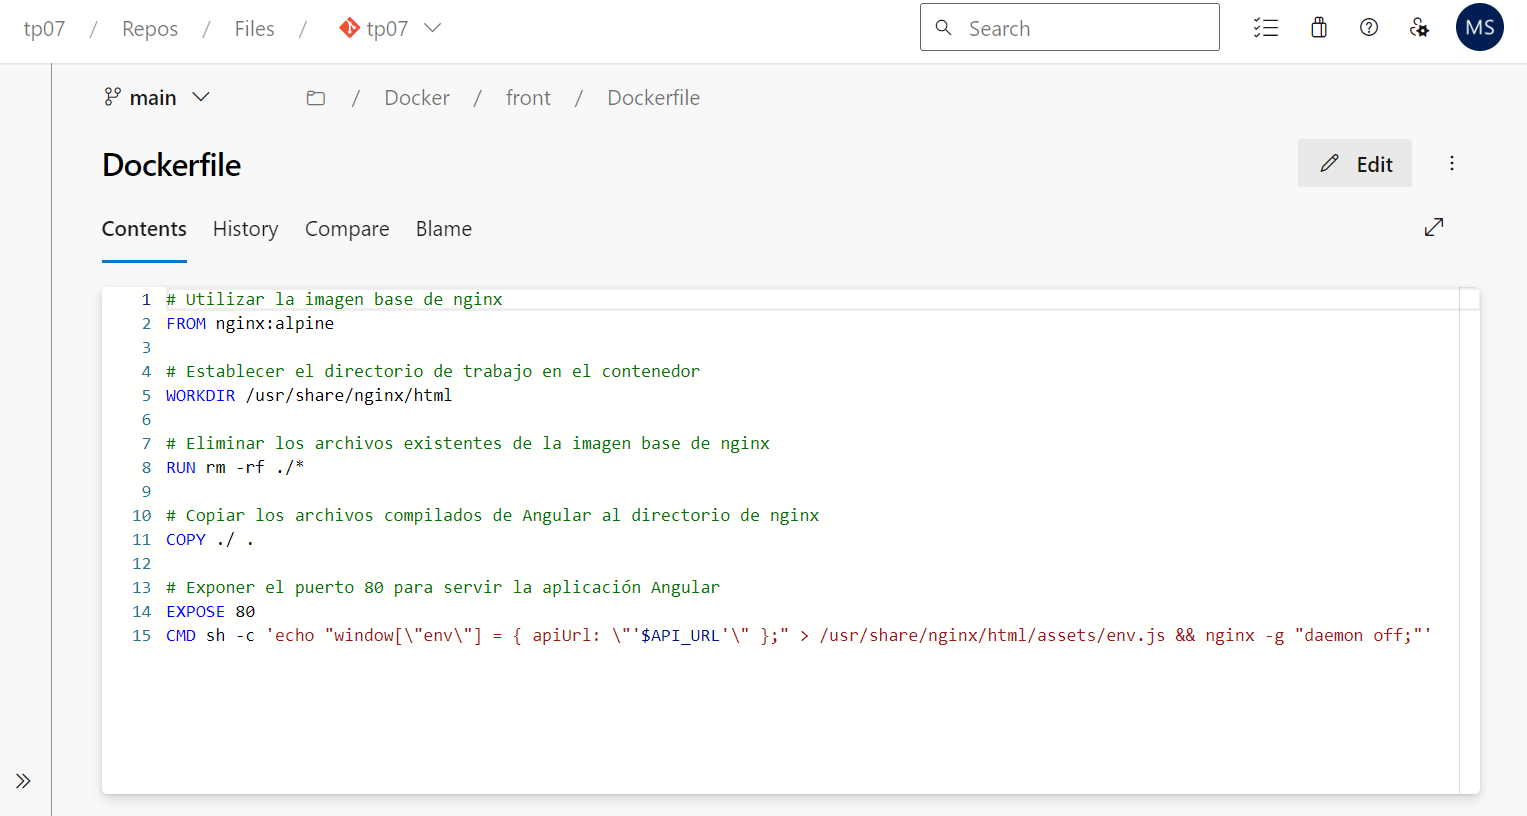 tp07 / Repos / Files / tp07
Search
MS
main
/ Docker / front / Dockerfile
Dockerfile
Edit
Contents History Compare Blame
1 # Utilizar la imagen base de nginx
2 FROM nginx:alpine
3
4 # Establecer el directorio de trabajo en el contenedor
5 WORKDIR /usr/share/nginx/html
6
7 # Eliminar los archivos existentes de la imagen base de nginx
8 RUN rm -rf ./*
9
10 # Copiar los archivos compilados de Angular al directorio de nginx
11 COPY ./ .
12
13 # Exponer el puerto 80 para servir la aplicación Angular
14 EXPOSE 80
15 CMD sh -c 'echo "window[\"env\"] = { apiUrl: \"'$API_URL'\" };" > /usr/share/nginx/html/assets/env.js && nginx -g "daemon off;"'